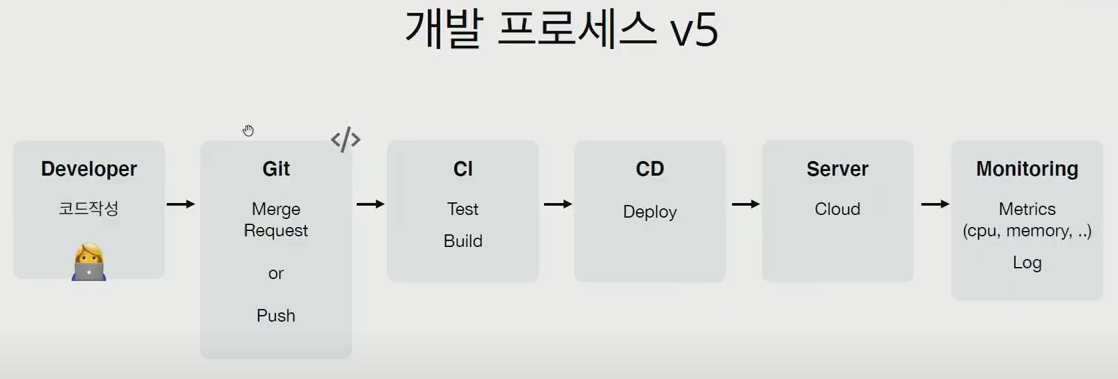 개발 프로세스 v5
</>
Developer
코드작성
Git
Merge
Request
or
Push
CI
Test
Build
CD
Deploy
Server
Cloud
Monitoring
Metrics
(cpu, memory, ..)
Log